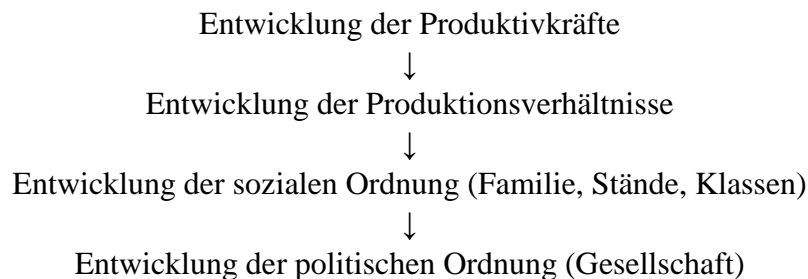 Entwicklung der Produktivkräfte
↓
Entwicklung der Produktionsverhältnisse
↓
Entwicklung der sozialen Ordnung (Familie, Stände, Klassen)
↓
Entwicklung der politischen Ordnung (Gesellschaft)